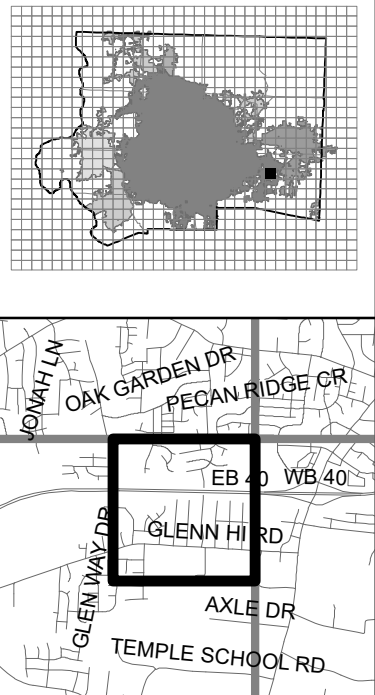 JONAH LN
OAK GARDEN DR
PECAN RIDGE CR
EB 40
WB 40
GLENN HI RD
GLEN WAY DR
AXLE DR
TEMPLE SCHOOL RD